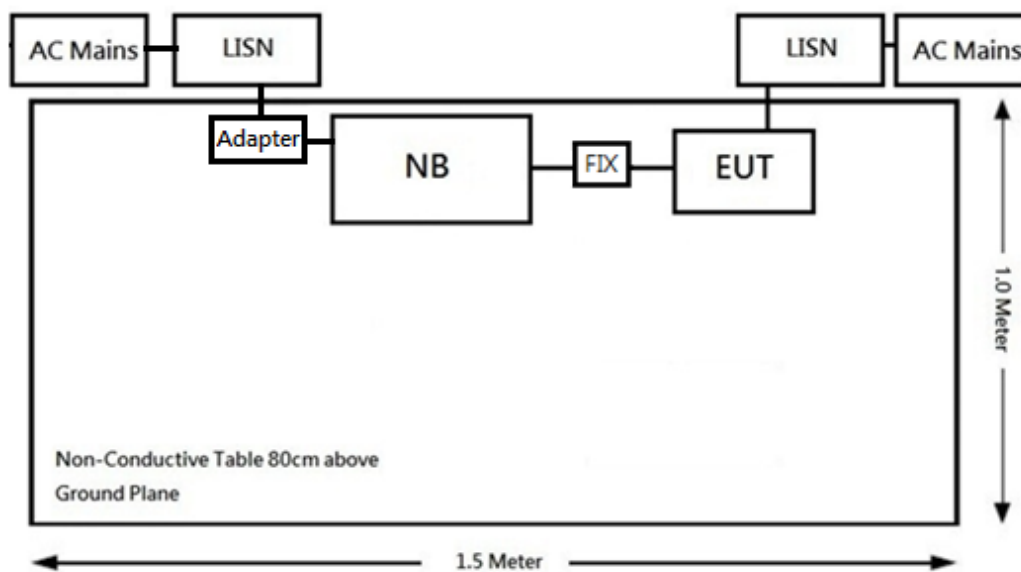 AC Mains
LISN
LISN
AC Mains
Adapter
NB
FIX
EUT
1.0 Meter
Non-Conductive Table 80cm above
Ground Plane
1.5 Meter